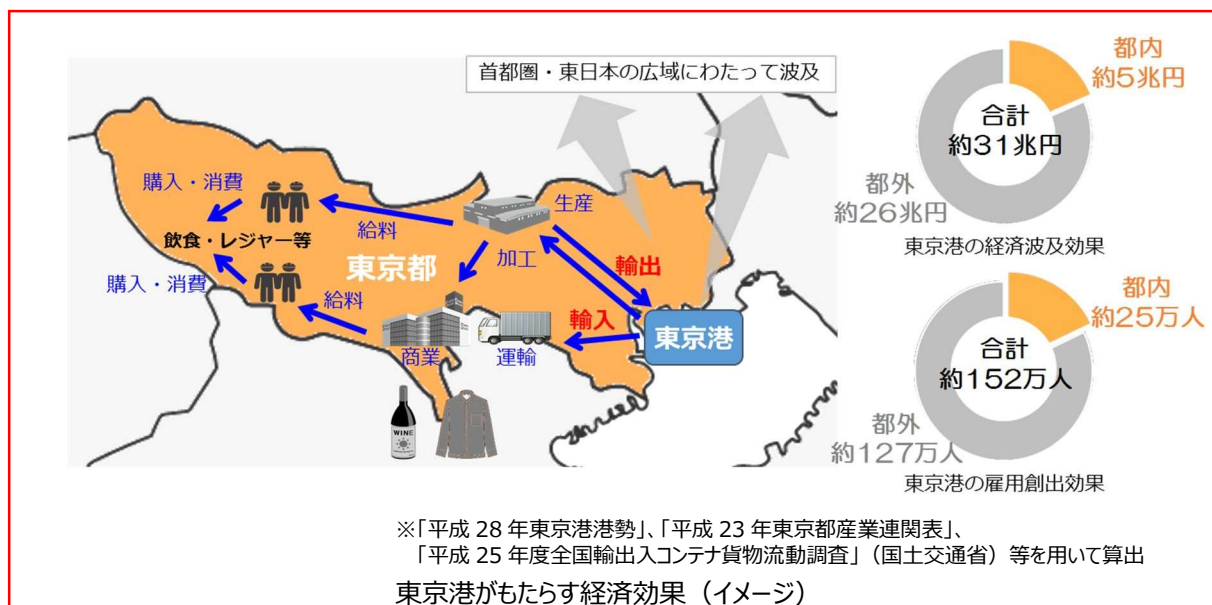 首都圏・東日本の広域にわたって波及
購入・消費
飲食・レジャー等
購入・消費
給料
給料
生産
加工
東京都
輸出
輸入
東京港
商業
運輸
WINE
都内
約5兆円
合計
約31兆円
都外
約26兆円
東京港の経済波及効果
都内
約25万人
合計
約152万人
都外
約127万人
東京港の雇用創出効果
※「平成 28 年東京港港勢」、「平成 23 年東京都産業連関表」、
「平成 25 年度全国輸出入コンテナ貨物流動調査」（国土交通省）等を用いて算出
東京港がもたらす経済効果（イメージ）